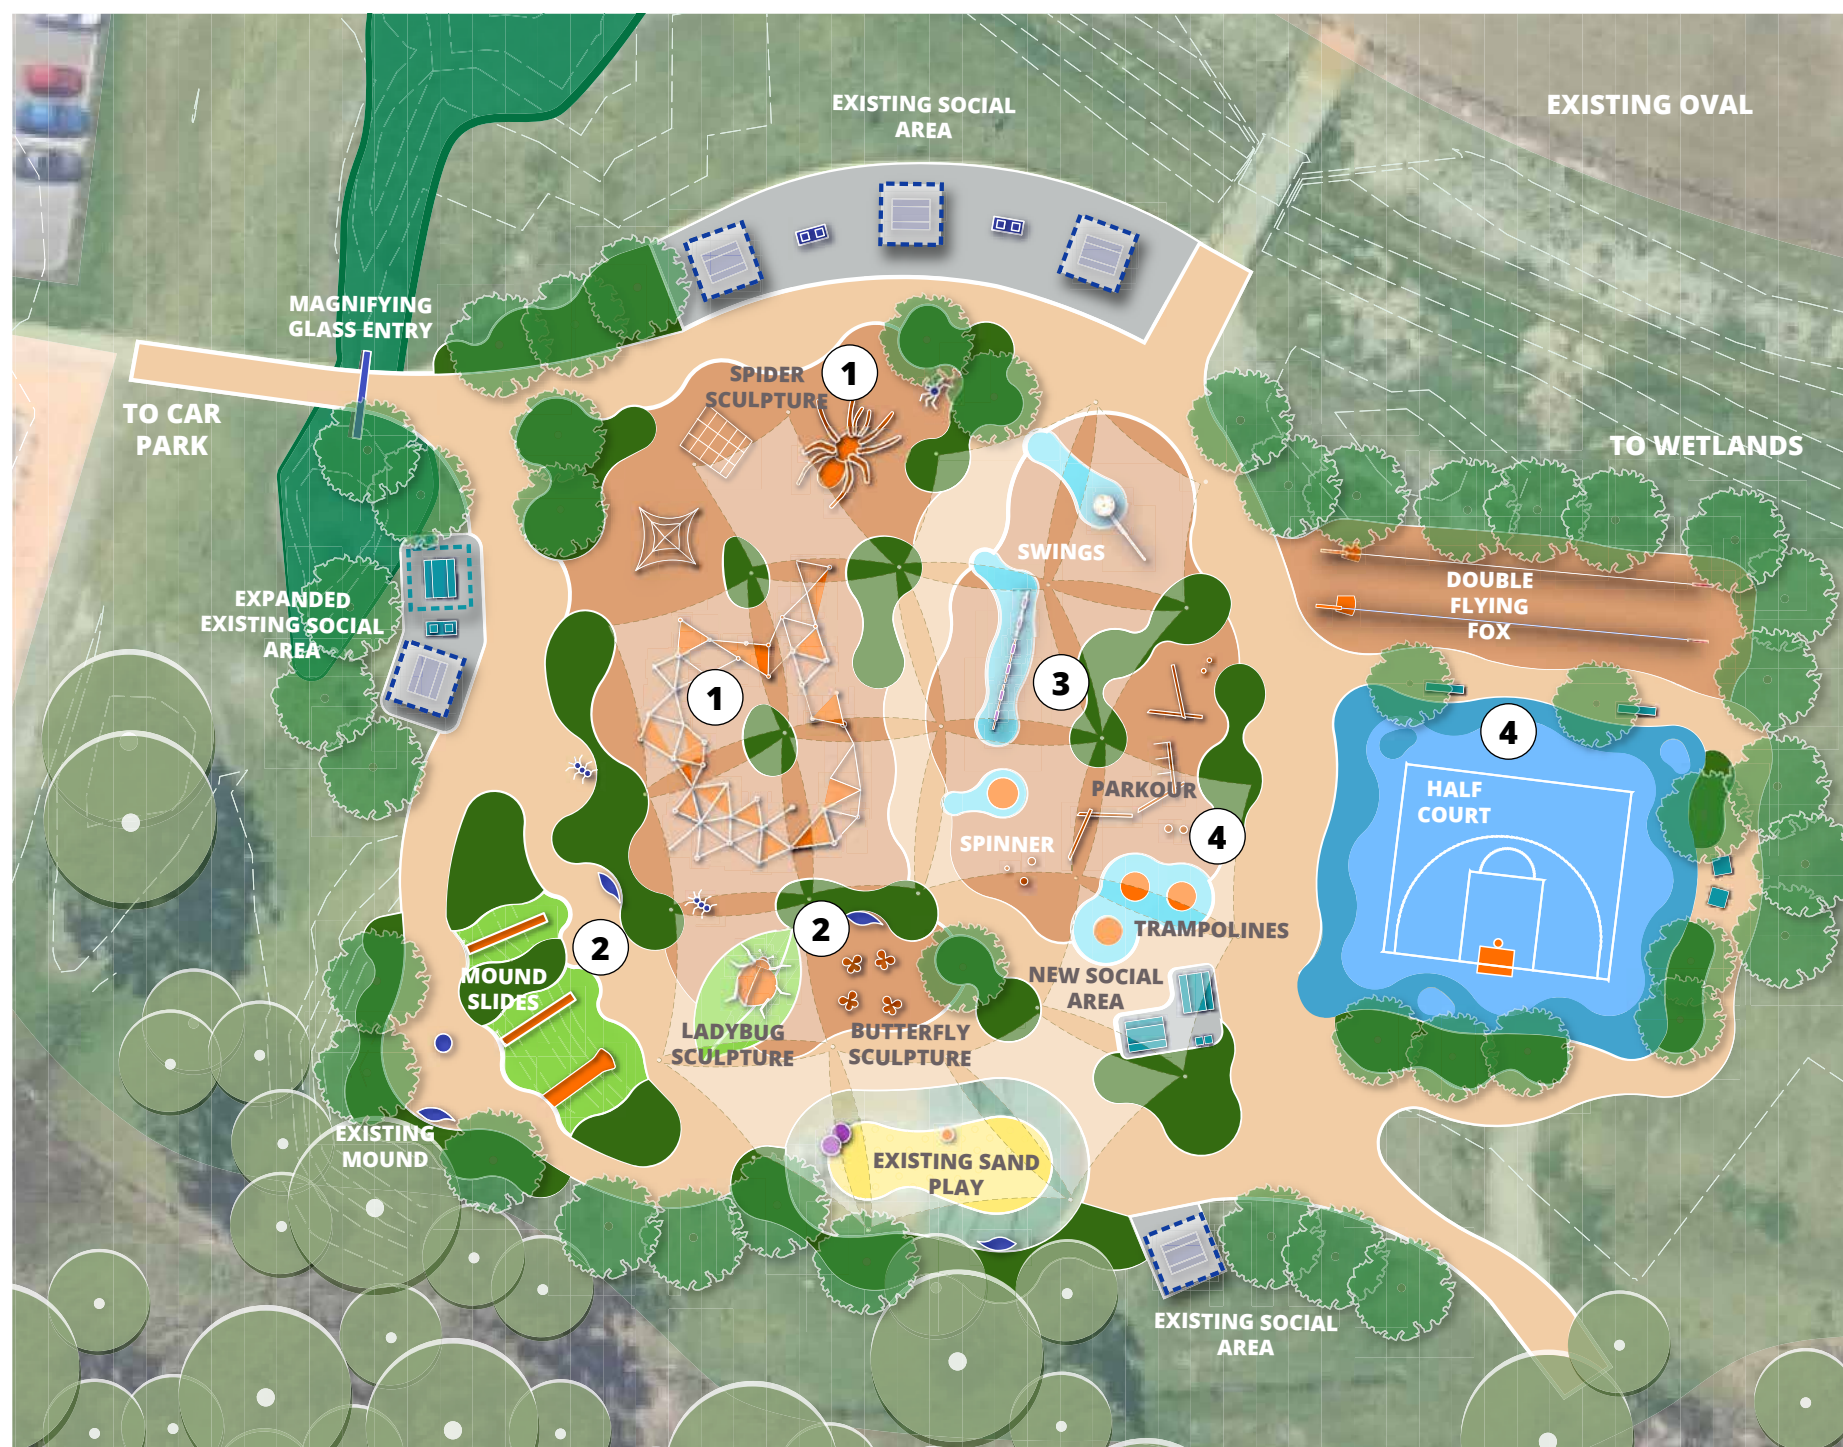 EXISTING SOCIAL
AREA
EXISTING OVAL
MAGNIFYING
GLASS ENTRY
TO CAR
PARK
SPIDER
SCULPTURE
1
TO WETLANDS
SWINGS
DOUBLE
FLYING
FOX
EXPANDED
EXISTING SOCIAL
AREA
1
3
4
HALF
COURT
PARKOUR
SPINNER
4
TRAMPOLINES
2
2
MOUND
SLIDES
NEW SOCIAL
AREA
LADYBUG
SCULPTURE
BUTTERFLY
SCULPTURE
EXISTING
MOUND
EXISTING SAND
PLAY
EXISTING SOCIAL
AREA